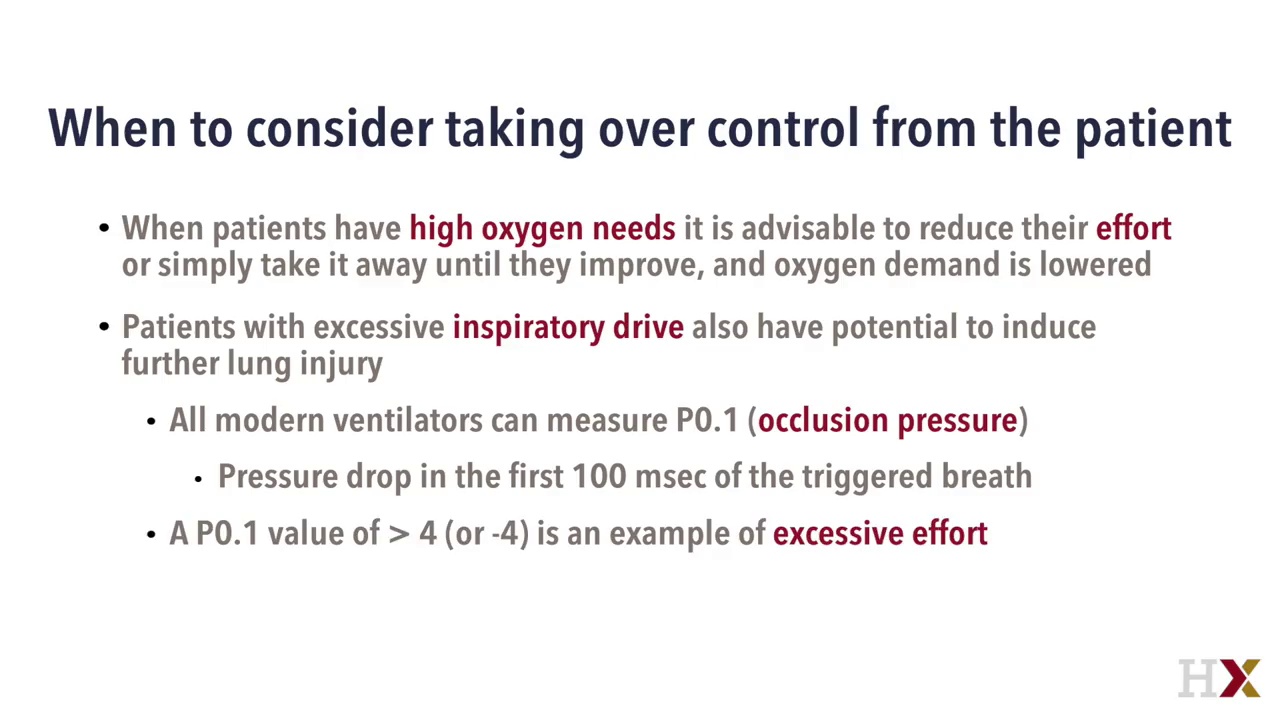 When to consider taking over control from the patient
• When patients have high oxygen needs it is advisable to reduce their effort
or simply take it away until they improve, and oxygen demand is lowered
• Patients with excessive inspiratory drive also have potential to induce
further lung injury
• All modern ventilators can measure P0.1 (occlusion pressure)
• Pressure drop in the first 100 msec of the triggered breath
• A P0.1 value of > 4 (or -4) is an example of excessive effort
HX